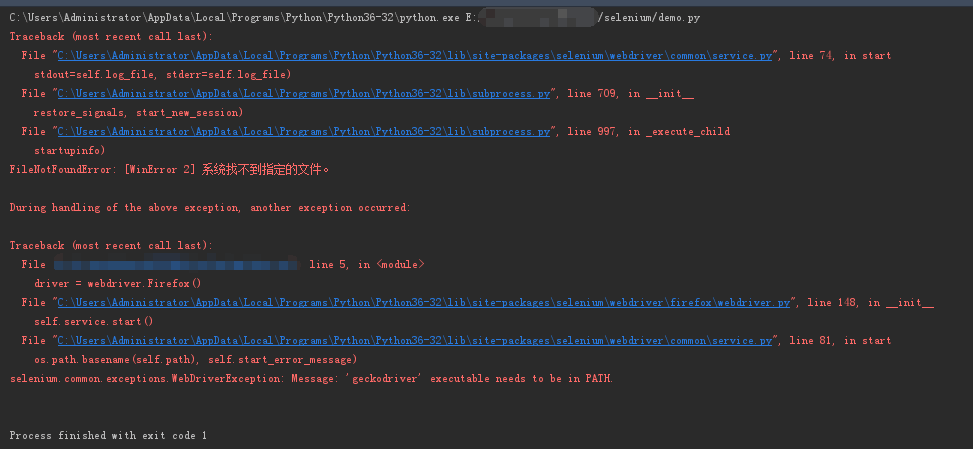 C:\Users\Administrator\AppData\Local\Programs\Python\Python36-32\python.exe E:/selenium/demo.py
Traceback (most recent call last):
File "C:\Users\Administrator\AppData\Local\Programs\Python\Python36-32\lib\site-packages\selenium\webdriver\common\service.py", line 74, in start
stdout=self.log_file, stderr=self.log_file)
File "C:\Users\Administrator\AppData\Local\Programs\Python\Python36-32\lib\subprocess.py", line 709, in __init__
restore_signals, start_new_session)
File "C:\Users\Administrator\AppData\Local\Programs\Python\Python36-32\lib\subprocess.py", line 997, in _execute_child
startupinfo)
FileNotFoundError: [WinError 2] 系统找不到指定的文件。
During handling of the above exception, another exception occurred:
Traceback (most recent call last):
File line 5, in <module>
driver = webdriver.Firefox()
File "C:\Users\Administrator\AppData\Local\Programs\Python\Python36-32\lib\site-packages\selenium\webdriver\firefox\webdriver.py", line 148, in __init__
self.service.start()
File "C:\Users\Administrator\AppData\Local\Programs\Python\Python36-32\lib\site-packages\selenium\webdriver\common\service.py", line 81, in start
os.path.basename(self.path), self.start_error_message)
selenium.common.exceptions.WebDriverException: Message: 'geckodriver' executable needs to be in PATH.
Process finished with exit code 1